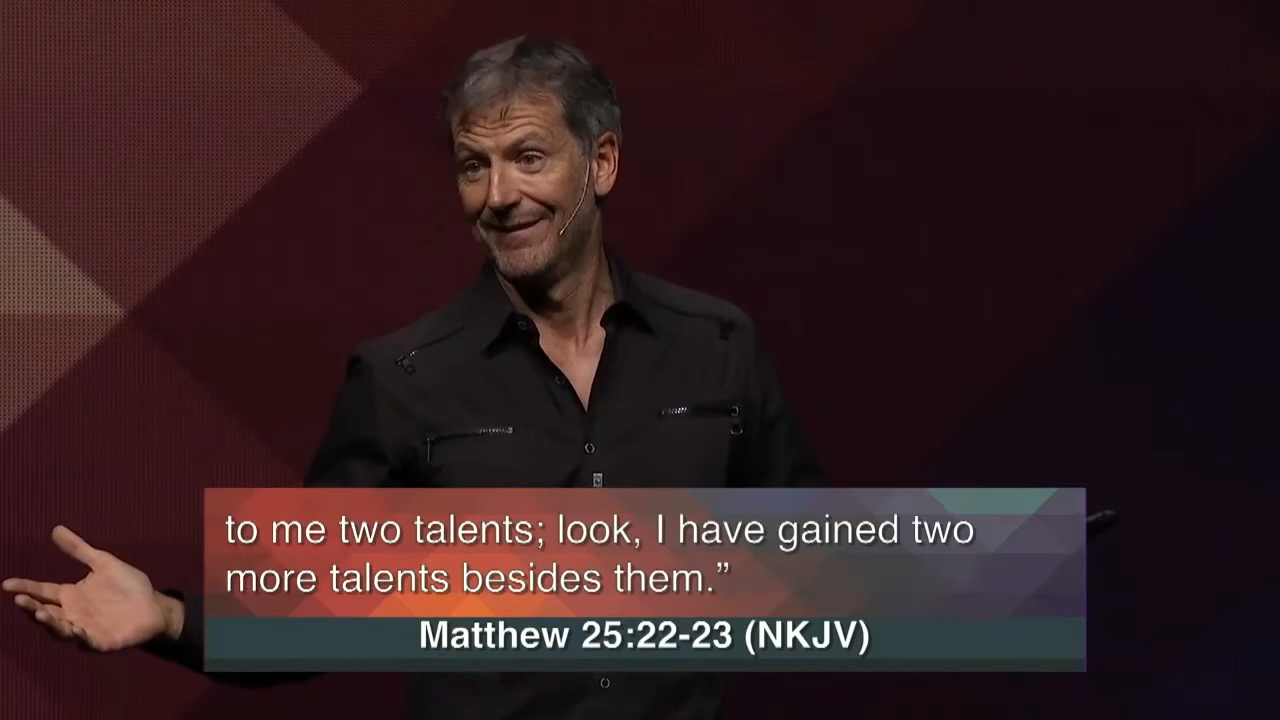 to me two talents; look, I have gained two
more talents besides them.”
Matthew 25:22-23 (NKJV)